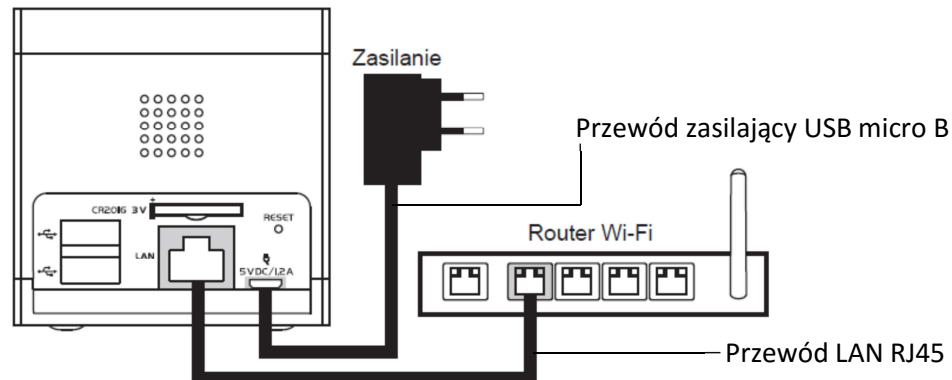 Zasilanie
Przewód zasilający USB micro B
CR2016 3V
+
RESET
LAN
5VDC/1,2A
Router Wi-Fi
Przewód LAN RJ45